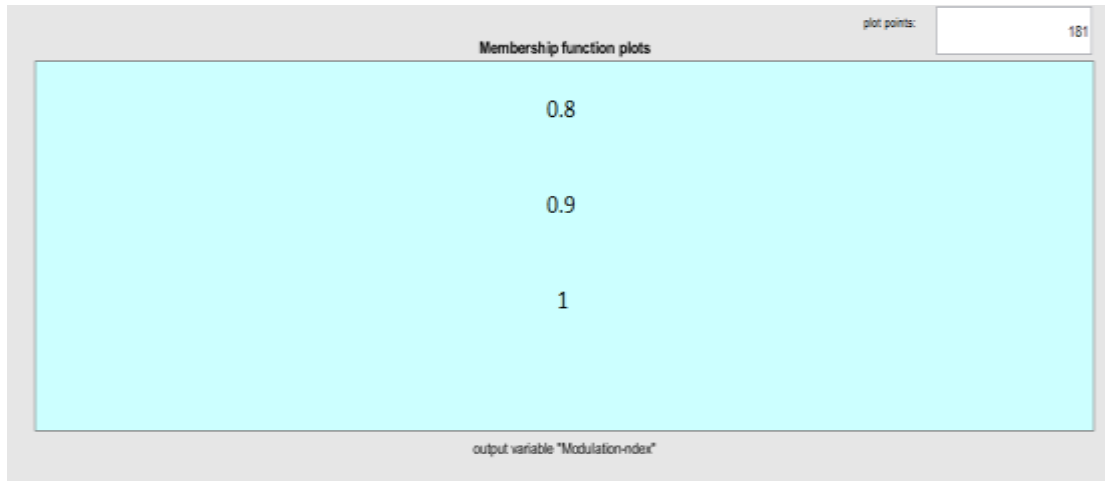 plot points:
181
Membership function plots
0.8
0.9
1
output variable "Modulation-ndex"